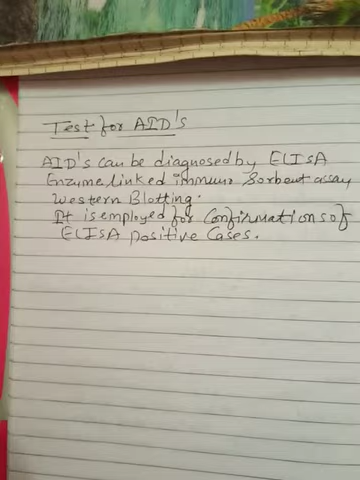 Test for AID's
AID's can be diagnosed by ELISA
Enzyme linked immuno Sorbent assay
Western Blotting.
It is employed for Confirmations of
ELISA positive Cases.